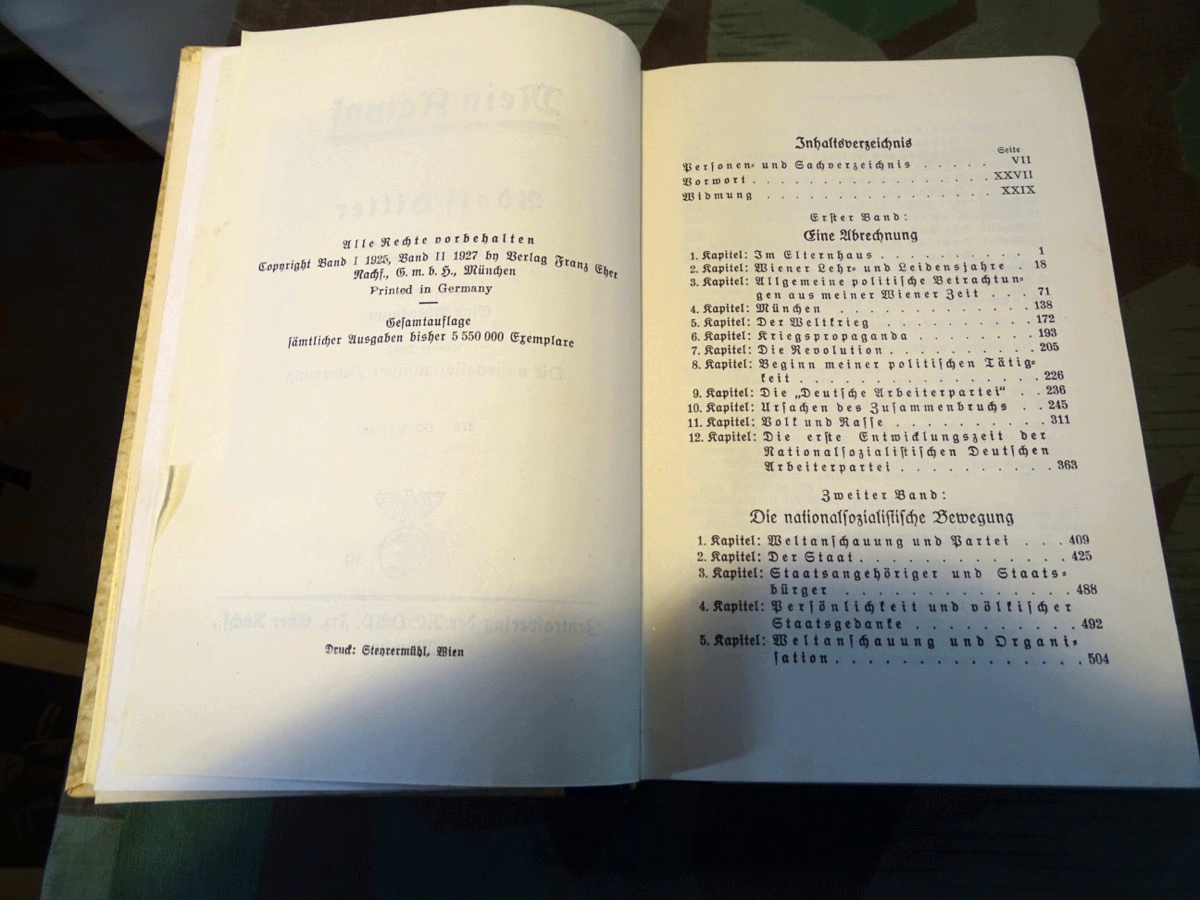 Alle Rechte vorbehalten
Copyright Band I 1925, Band II 1927 by Verlag Franz Eher
Nachf., G. m. b. H., München
Printed in Germany
Gesamtauflage
sämtlicher Ausgaben bisher 5 550 000 Exemplare
Druck: Steyrermühl, Wien
Inhaltsverzeichnis
Seite
Personen- und Sachverzeichnis . . . . . VII
Vorwort . . . . . . . . . . . . . . . . . XXVII
Widmung . . . . . . . . . . . . . . . . XXIX
Erster Band:
Eine Abrechnung
1. Kapitel: Im Elternhaus . . . . . . . . . . . 1
2. Kapitel: Wiener Lehr- und Leidensjahre . 18
3. Kapitel: Allgemeine politische Betrachtun-
gen aus meiner Wiener Zeit . . . 71
4. Kapitel: München . . . . . . . . . . . . . 138
5. Kapitel: Der Weltkrieg . . . . . . . . . . 172
6. Kapitel: Kriegspropaganda . . . . . . . . 193
7. Kapitel: Die Revolution . . . . . . . . . 205
8. Kapitel: Beginn meiner politischen Tätig-
keit . . . . . . . . . . . . . . . 226
9. Kapitel: Die „Deutsche Arbeiterpartei“ . . 236
10. Kapitel: Ursachen des Zusammenbruchs . . 245
11. Kapitel: Volk und Rasse . . . . . . . . . 311
12. Kapitel: Die erste Entwicklungszeit der
Nationalsozialistischen Deutschen
Arbeiterpartei . . . . . . . . . . 363
Zweiter Band:
Die nationalsozialistische Bewegung
1. Kapitel: Weltanschauung und Partei . . . 409
2. Kapitel: Der Staat . . . . . . . . . . . . . 425
3. Kapitel: Staatsangehöriger und Staats-
bürger . . . . . . . . . . . . . 488
4. Kapitel: Persönlichkeit und völkischer
Staatsgedanke . . . . . . . . . . 492
5. Kapitel: Weltanschauung und Organi-
sation . . . . . . . . . . . . . . 504